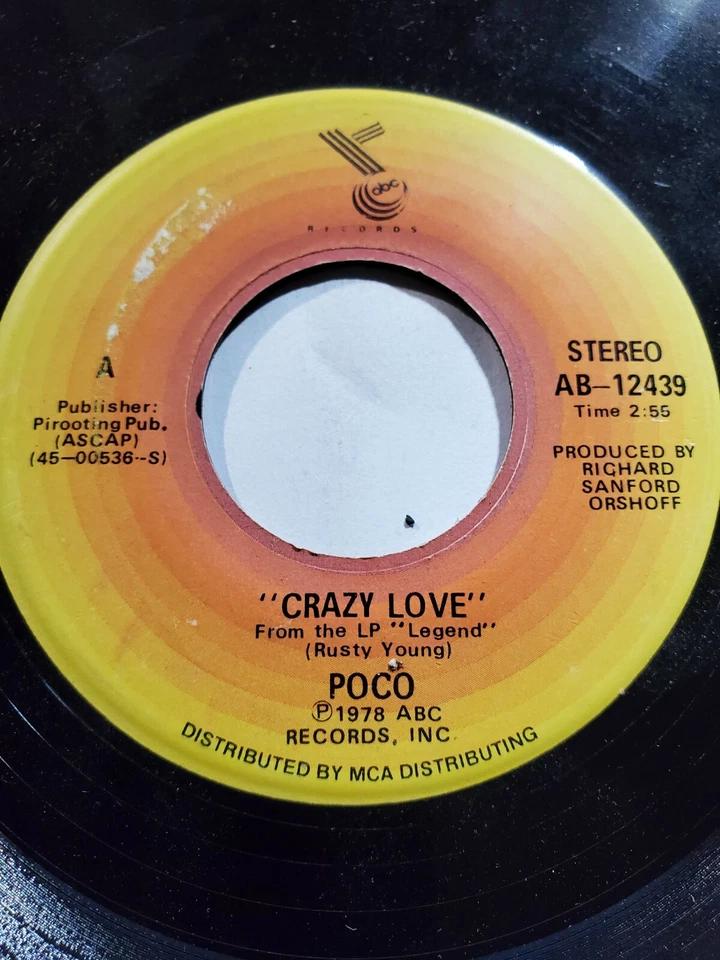 abc
RECORDS
A
Publisher:
Pirooting Pub.
(ASCAP)
(45–00536--S)
STEREO
AB–12439
Time 2:55
PRODUCED BY
RICHARD
SANFORD
ORSHOFF
"CRAZY LOVE"
From the LP "Legend"
(Rusty Young)
POCO
Ⓟ1978 ABC
RECORDS, INC.
DISTRIBUTED BY MCA DISTRIBUTING